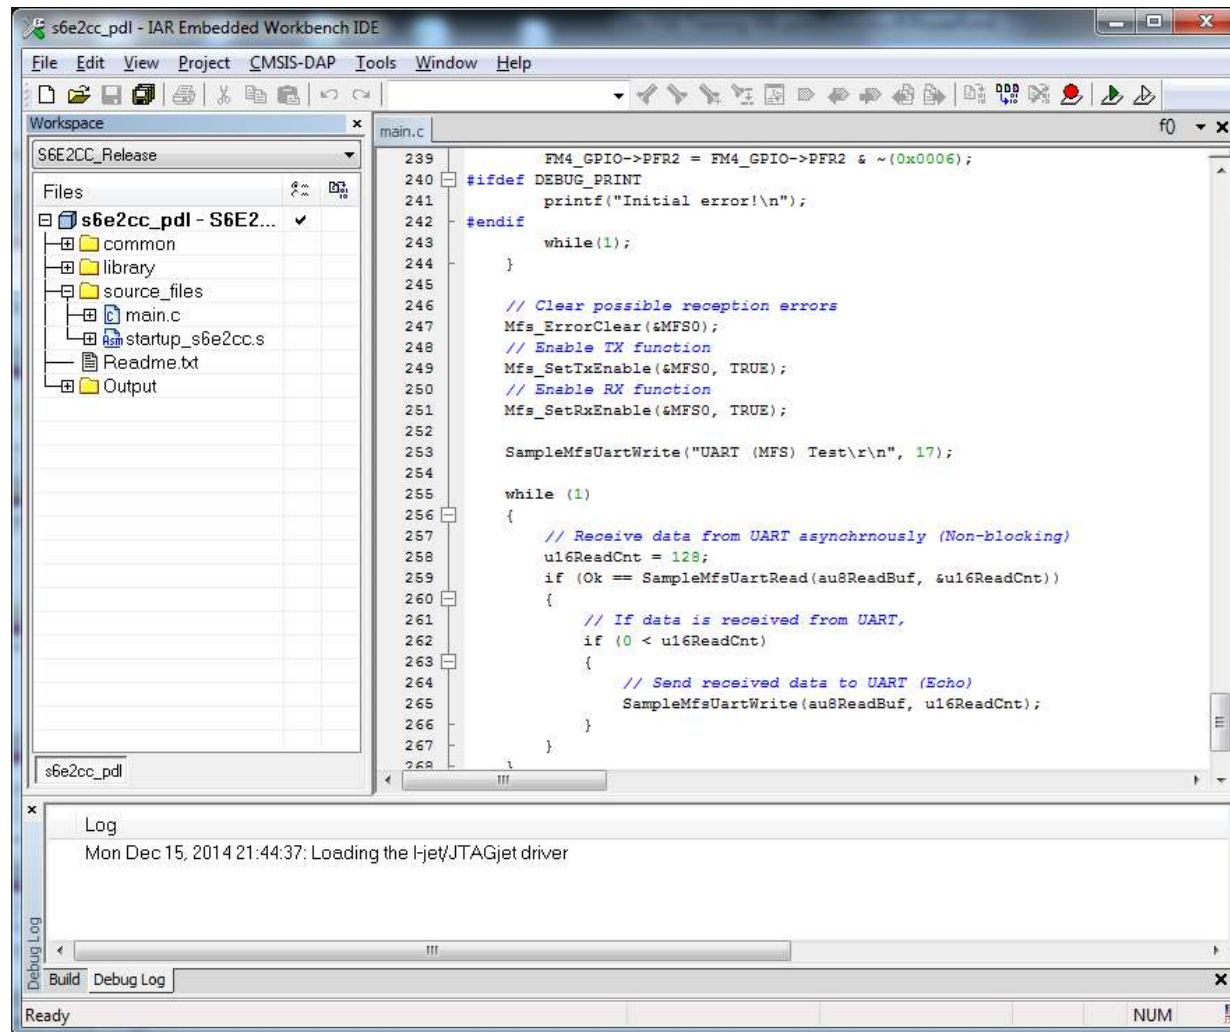 s6e2cc_pdl - IAR Embedded Workbench IDE
File Edit View Project CMSIS-DAP Tools Window Help
Workspace
S6E2CC_Release
Files
s6e2cc_pdl - S6E2...
common
library
source_files
main.c
startup_s6e2cc.s
Readme.txt
Output
s6e2cc_pdl
main.c
f()
239 FM4_GPIO->PFR2 = FM4_GPIO->PFR2 & ~(0x0006);
240 #ifdef DEBUG_PRINT
241 printf("Initial error!\n");
242 #endif
243 while(1);
244 }
245
246 // Clear possible reception errors
247 Mfs_ErrorClear(&MFS0);
248 // Enable TX function
249 Mfs_SetTxEnable(&MFS0, TRUE);
250 // Enable RX function
251 Mfs_SetRxEnable(&MFS0, TRUE);
252
253 SampleMfsUartWrite("UART (MFS) Test\r\n", 17);
254
255 while (1)
256 {
257 // Receive data from UART asynchrnously (Non-blocking)
258 u16ReadCnt = 128;
259 if (Ok == SampleMfsUartRead(au8ReadBuf, &u16ReadCnt))
260 {
261 // If data is received from UART,
262 if (0 < u16ReadCnt)
263 {
264 // Send received data to UART (Echo)
265 SampleMfsUartWrite(au8ReadBuf, u16ReadCnt);
266 }
267 }
268 }
Log
Mon Dec 15, 2014 21:44:37: Loading the I-jet/JTAGjet driver
Debug Log
Build Debug Log
Ready
NUM